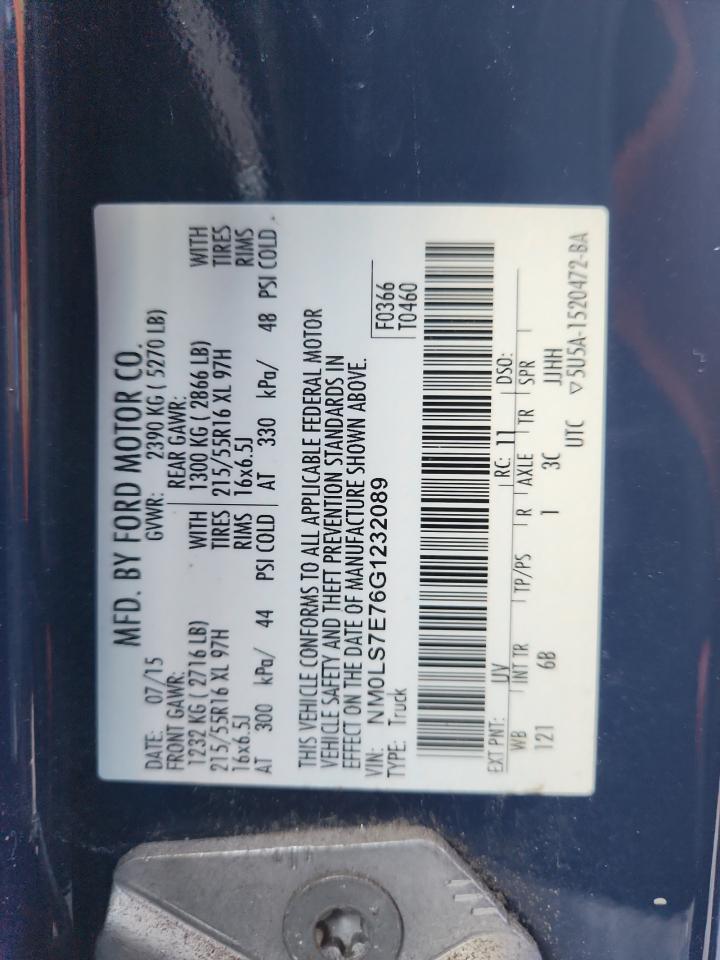 MFD. BY FORD MOTOR CO.
DATE: 07/15 GVWR: 2390 KG ( 5270 LB)
FRONT GAWR: REAR GAWR:
1232 KG ( 2716 LB) WITH 1300 KG ( 2866 LB) WITH
215/55R16 XL 97H TIRES 215/55R16 XL 97H TIRES
16x6.5J RIMS 16x6.5J RIMS
AT 300 kPa/ 44 PSI COLD AT 330 kPa/ 48 PSI COLD
THIS VEHICLE CONFORMS TO ALL APPLICABLE FEDERAL MOTOR
VEHICLE SAFETY AND THEFT PREVENTION STANDARDS IN
EFFECT ON THE DATE OF MANUFACTURE SHOWN ABOVE.
VIN: NM0LS7E76G1232089
TYPE: Truck
F0366
T0460
EXT PNT: UV RC: 11 DSO:
WB INT TR TP/PS R AXLE TR SPR
121 6B 1 3C JJHH
UTC ▽5U5A-1520472-BA